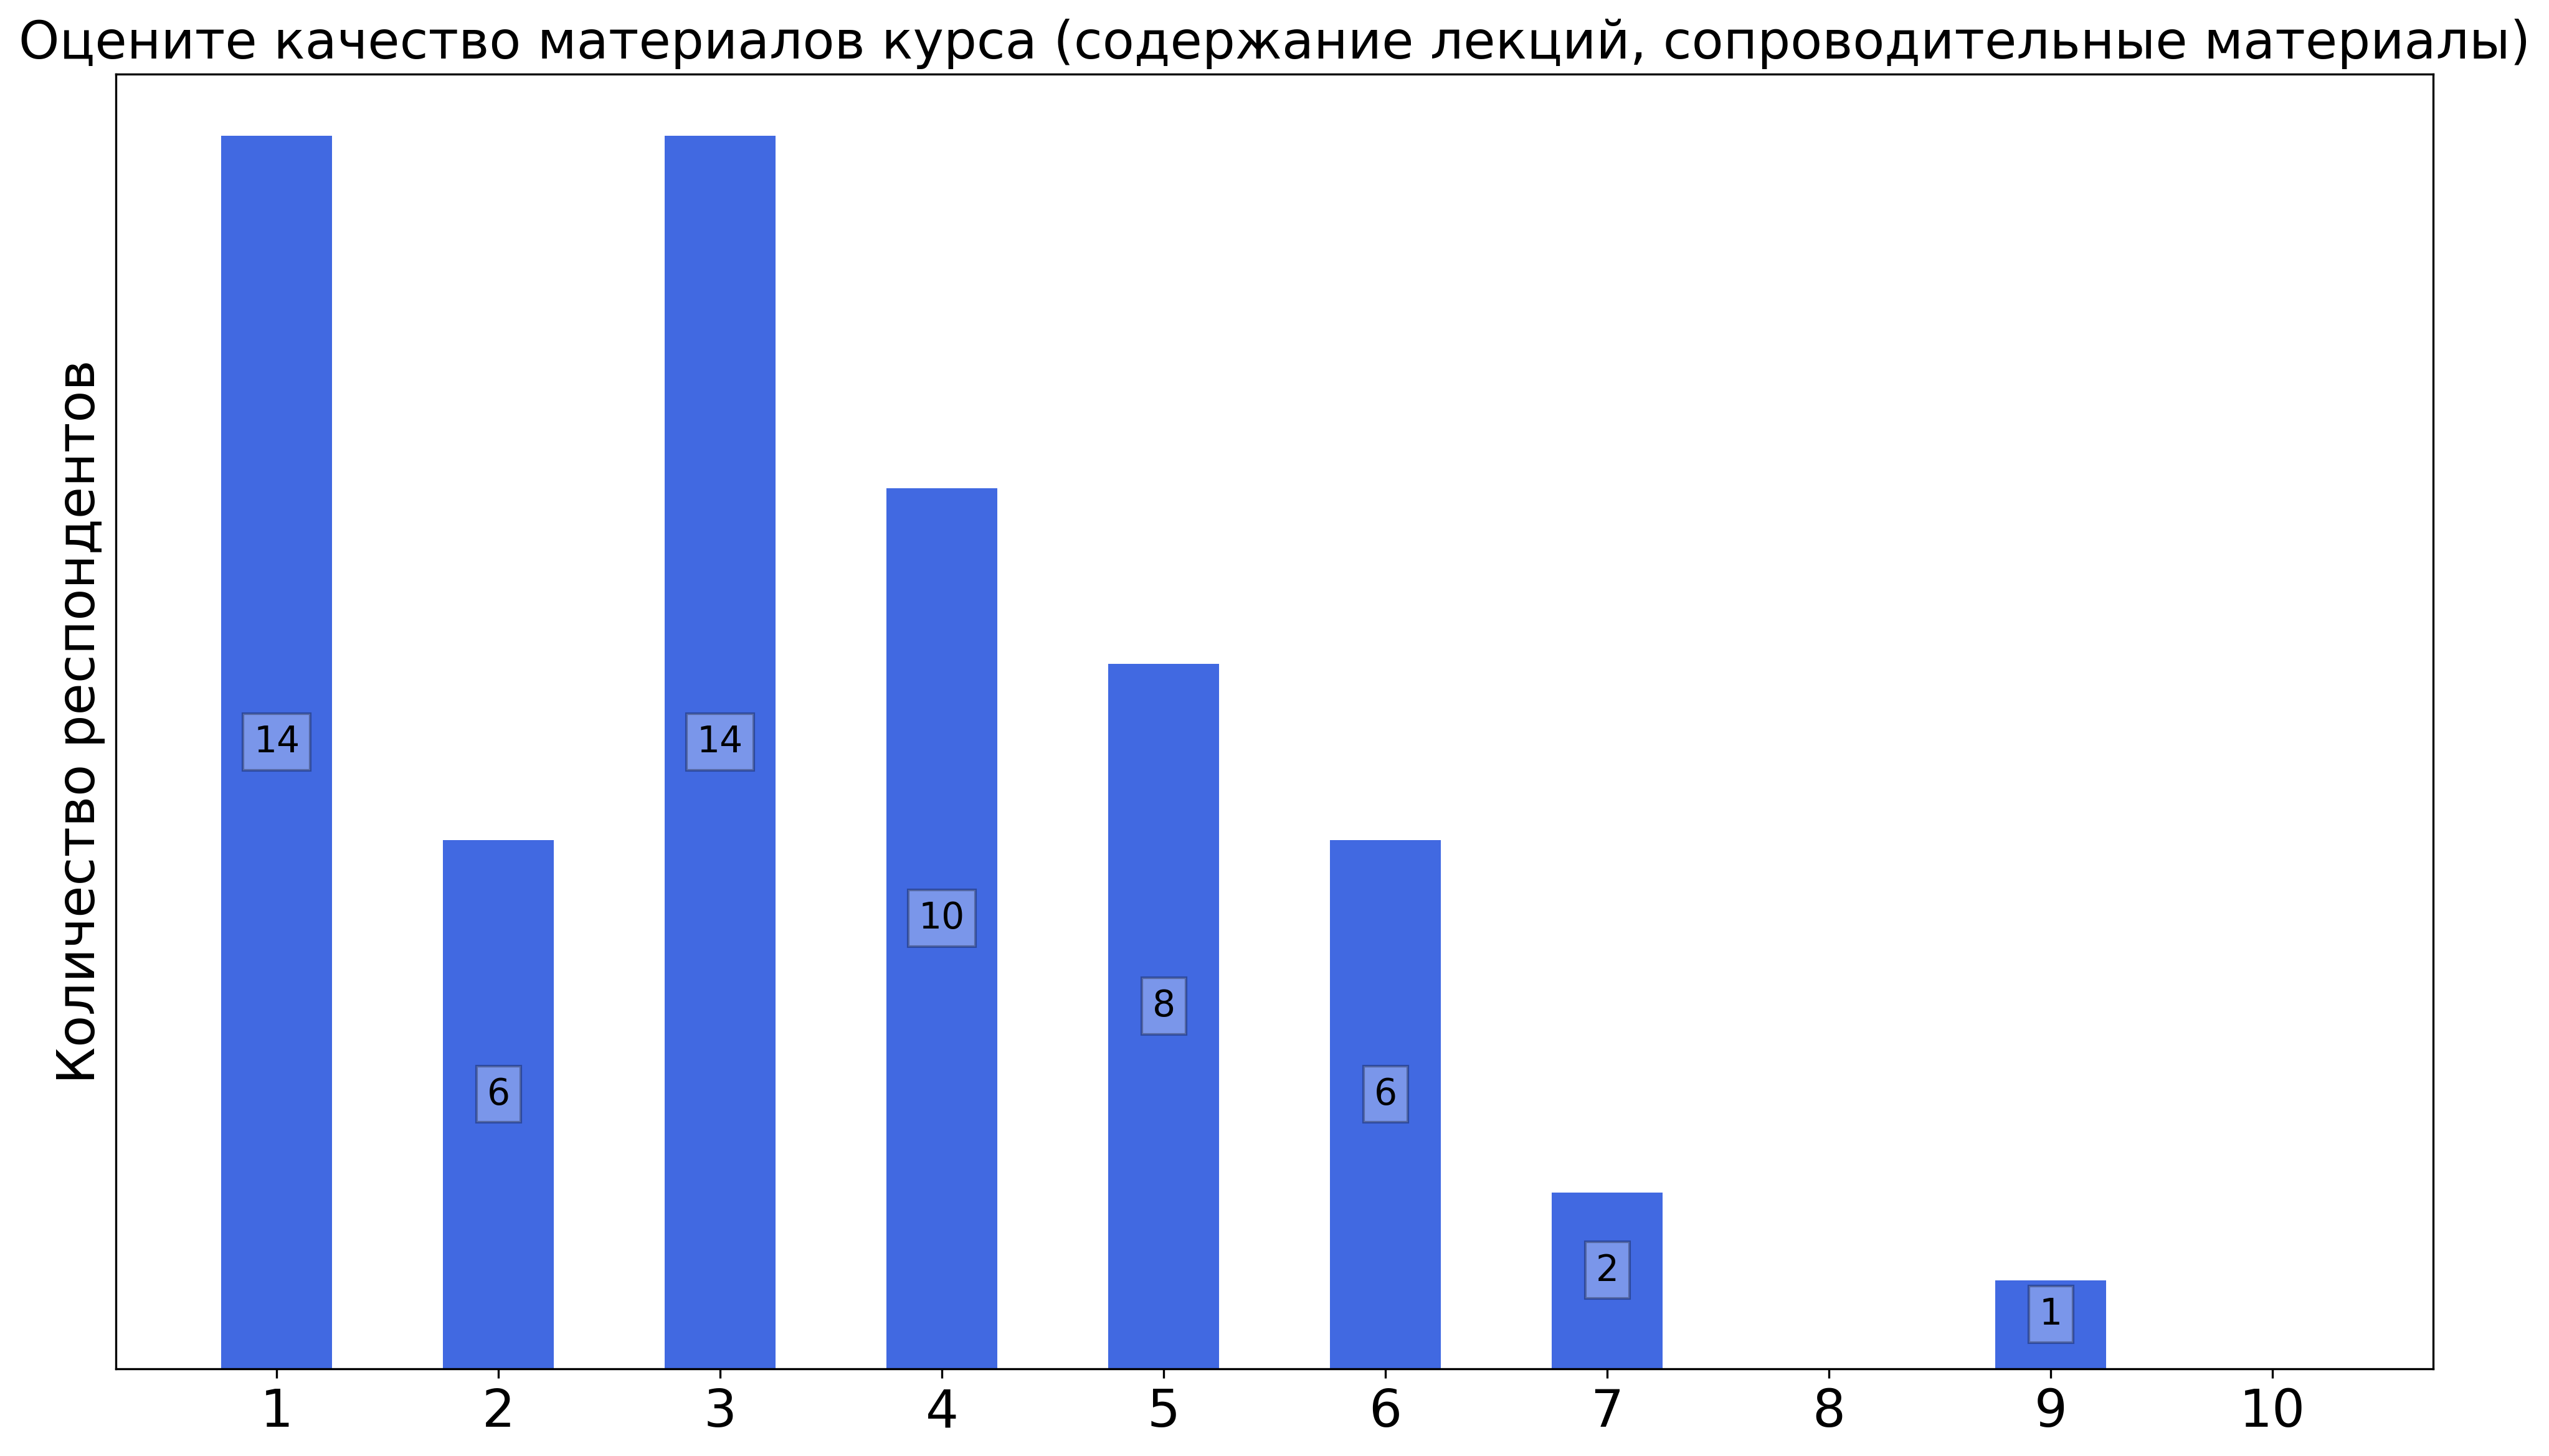 Оцените качество материалов курса (содержание лекций, сопроводительные материалы)
Количество респондентов
14
6
14
10
8
6
2
1
1 2 3 4 5 6 7 8 9 10